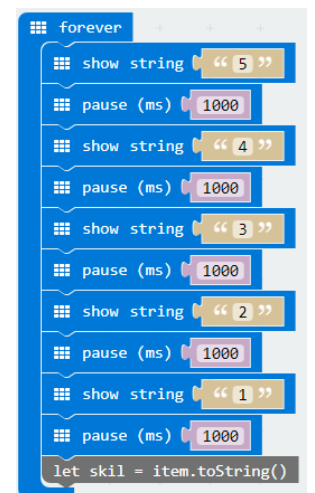 forever
show string “ 5 ”
pause (ms) 1000
show string “ 4 ”
pause (ms) 1000
show string “ 3 ”
pause (ms) 1000
show string “ 2 ”
pause (ms) 1000
show string “ 1 ”
pause (ms) 1000
let skil = item.toString()